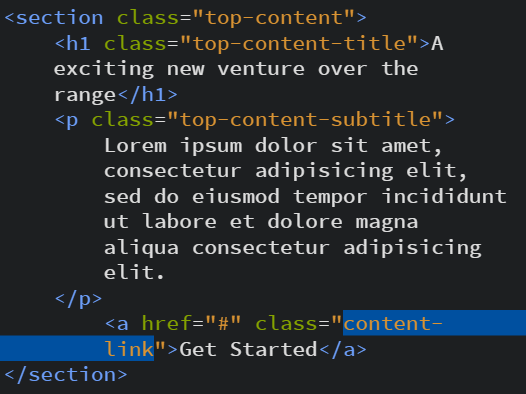 <section class="top-content">
<h1 class="top-content-title">A
exciting new venture over the
range</h1>
<p class="top-content-subtitle">
Lorem ipsum dolor sit amet,
consectetur adipisicing elit,
sed do eiusmod tempor incididunt
ut labore et dolore magna
aliqua consectetur adipisicing
elit.
</p>
<a href="#" class="content-
link">Get Started</a>
</section>